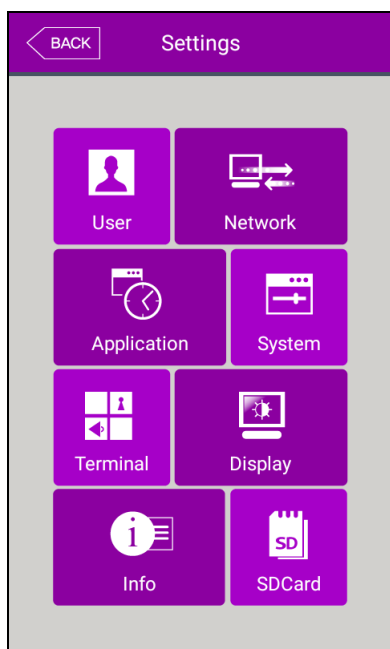 BACK Settings
User Network
Application System
Terminal Display
i
Info
SD
SDCard